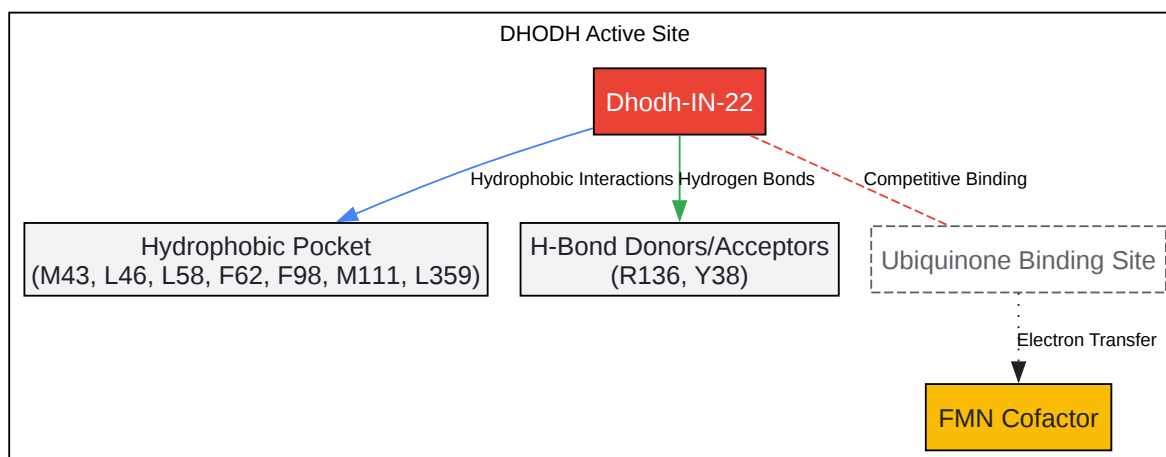 DHODH Active Site
Dhodh-IN-22
Hydrophobic Interactions
Hydrogen Bonds
Competitive Binding
Hydrophobic Pocket
(M43, L46, L58, F62, F98, M111, L359)
H-Bond Donors/Acceptors
(R136, Y38)
Ubiquinone Binding Site
Electron Transfer
FMN Cofactor